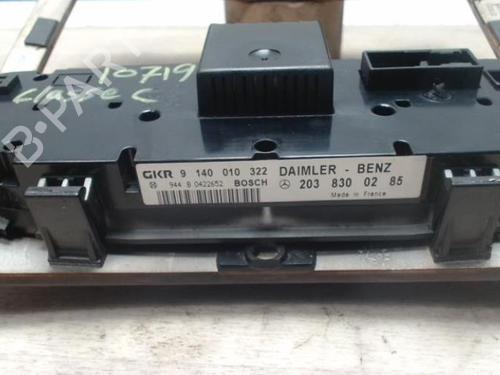 10719
classe C
B-PARTS
GKR 9 140 010 322 DAIMLER - BENZ
944 B 0422652 BOSCH 203 830 02 85
Made in France